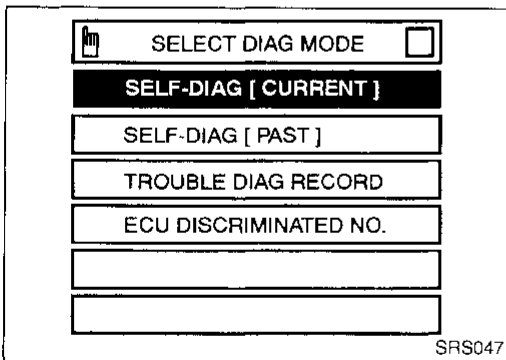 SELECT DIAG MODE
SELF-DIAG [ CURRENT ]
SELF-DIAG [ PAST ]
TROUBLE DIAG RECORD
ECU DISCRIMINATED NO.
SRS047